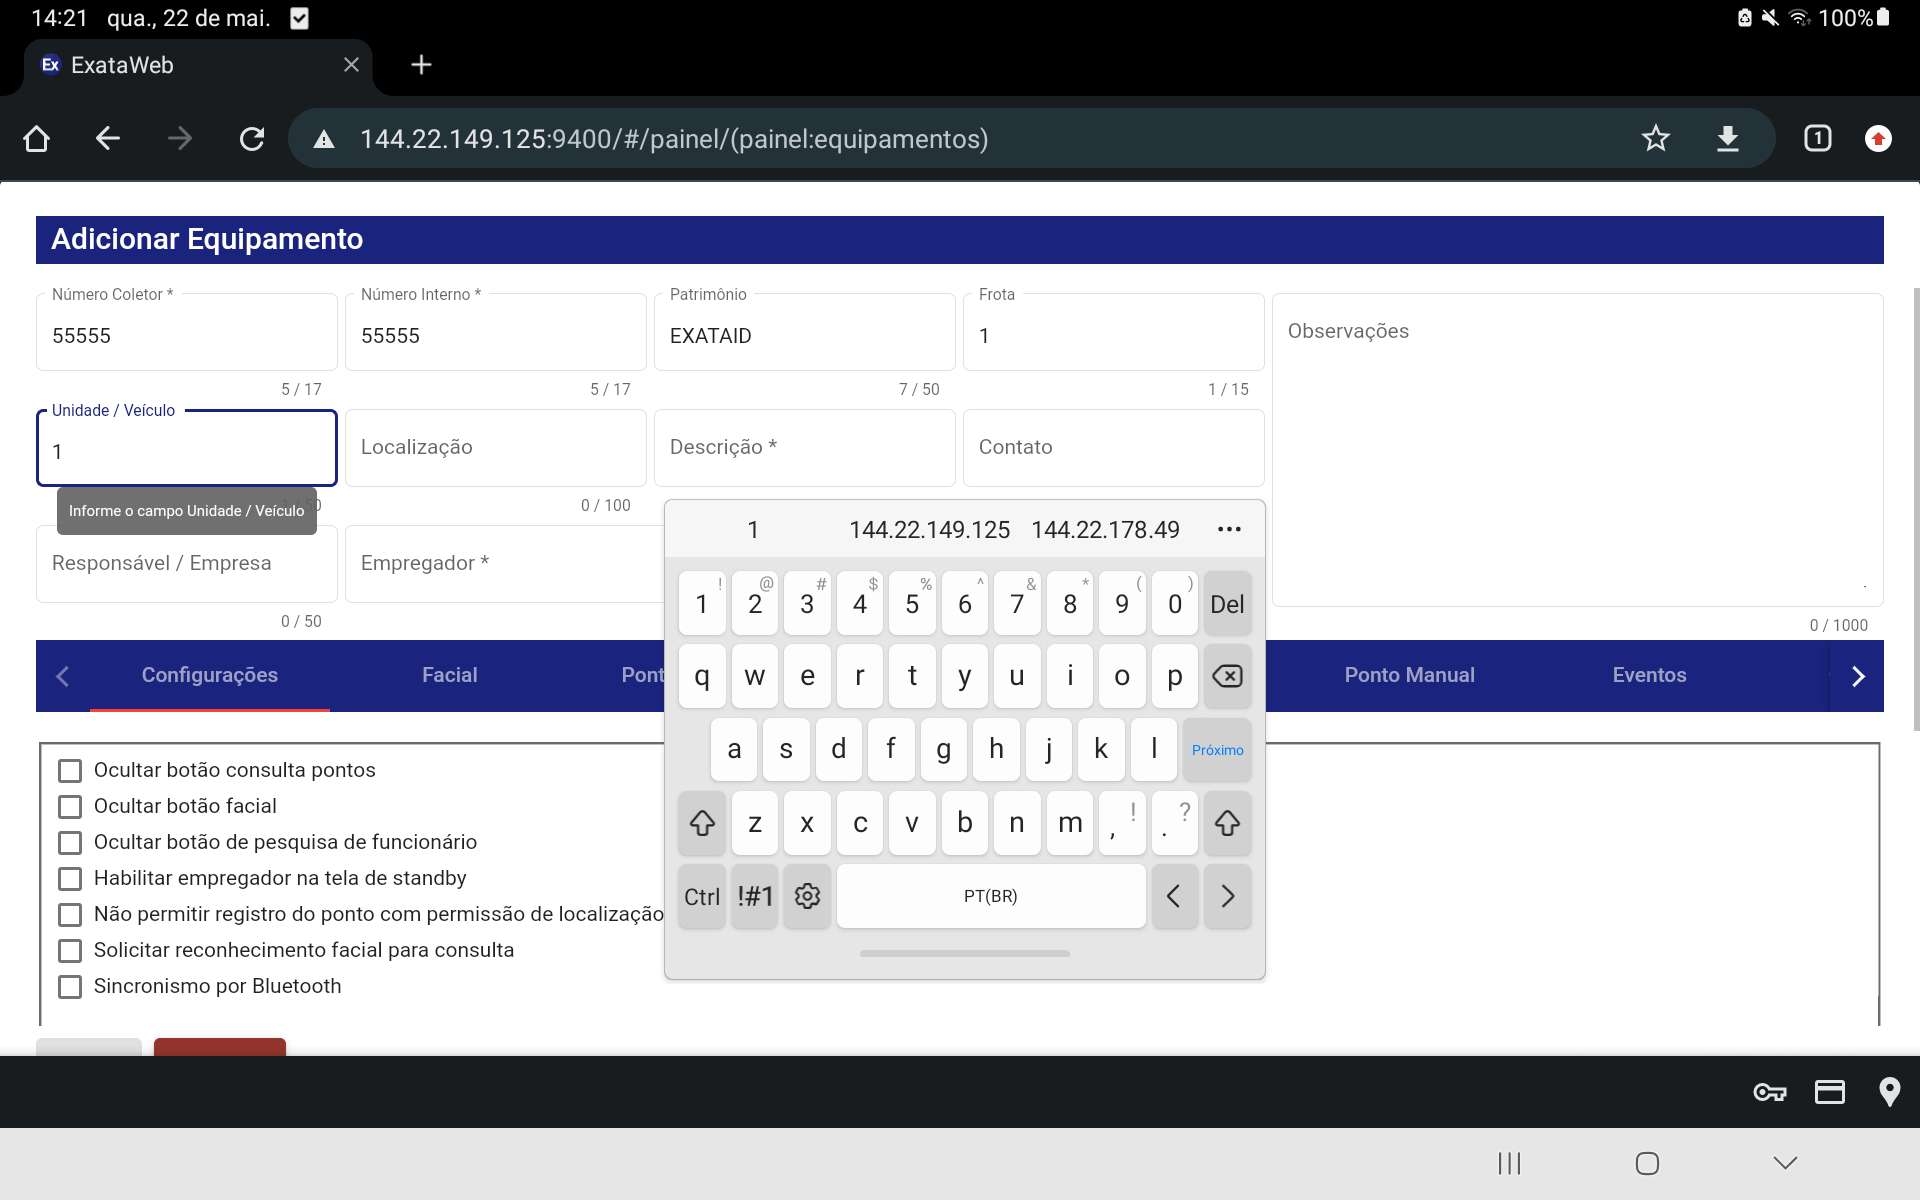 14:21 qua., 22 de mai. 100%
Ex ExataWeb
144.22.149.125:9400/#/painel/(painel:equipamentos) 1
Adicionar Equipamento
Número Coletor * Número Interno * Patrimônio Frota
55555 55555 EXATAID 1 Observações
5 / 17 5 / 17 7 / 50 1 / 15
Unidade / Veículo
1 Localização Descrição * Contato
Informe o campo Unidade / Veículo 0 / 100
Responsável / Empresa Empregador *
0 / 50 0 / 1000
Configurações Facial Pont Ponto Manual Eventos
Ocultar botão consulta pontos
Ocultar botão facial
Ocultar botão de pesquisa de funcionário
Habilitar empregador na tela de standby
Não permitir registro do ponto com permissão de localização
Solicitar reconhecimento facial para consulta
Sincronismo por Bluetooth
1 144.22.149.125 144.22.178.49 •••
! @ # $ % ^ & * ( )
1 2 3 4 5 6 7 8 9 0 Del
q w e r t y u i o p
a s d f g h j k l Próximo
z x c v b n m , ! . ?
Ctrl !#1 PT(BR) < >